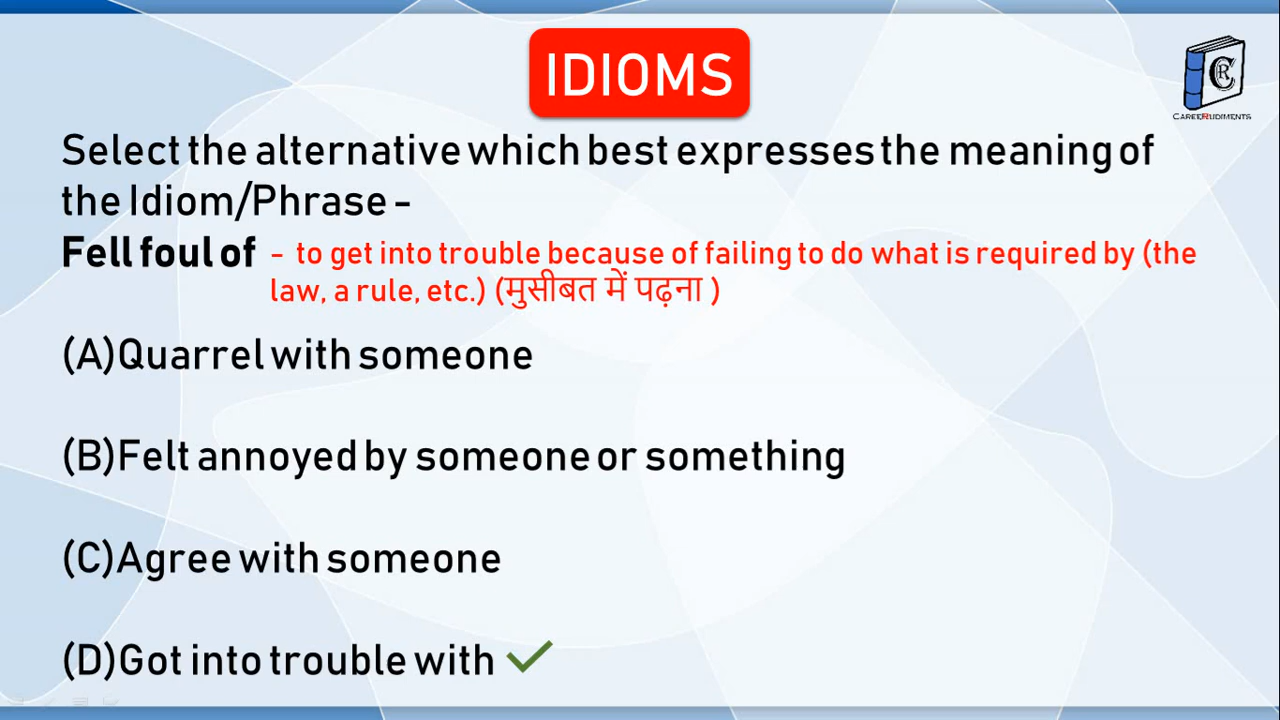 IDIOMS
CR
CAREERUDIMENTS
Select the alternative which best expresses the meaning of
the Idiom/Phrase -
Fell foul of - to get into trouble because of failing to do what is required by (the
law, a rule, etc.) (मुसीबत में पढ़ना )
(A)Quarrel with someone
(B)Felt annoyed by someone or something
(C)Agree with someone
(D)Got into trouble with